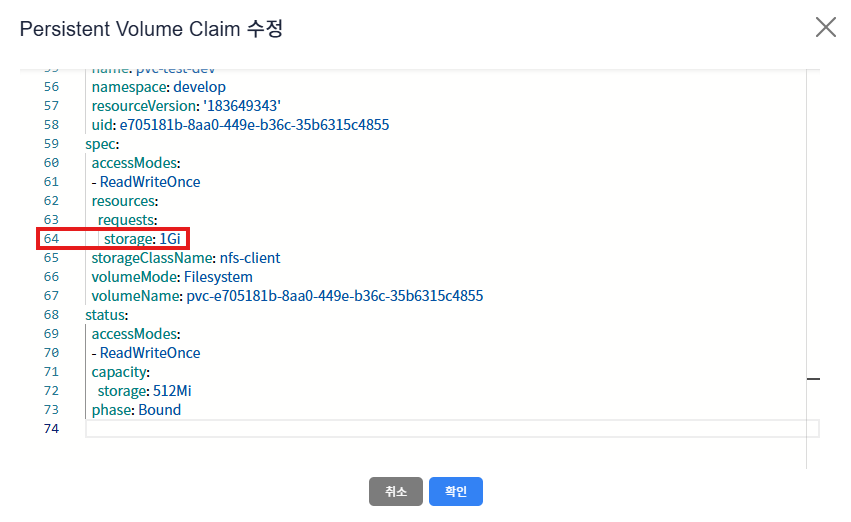 Persistent Volume Claim 수정
55 name: pvc-test-dev
56 namespace: develop
57 resourceVersion: '183649343'
58 uid: e705181b-8aa0-449e-b36c-35b6315c4855
59 spec:
60 accessModes:
61 - ReadWriteOnce
62 resources:
63 requests:
64 storage: 1Gi
65 storageClassName: nfs-client
66 volumeMode: Filesystem
67 volumeName: pvc-e705181b-8aa0-449e-b36c-35b6315c4855
68 status:
69 accessModes:
70 - ReadWriteOnce
71 capacity:
72 storage: 512Mi
73 phase: Bound
74
취소 확인